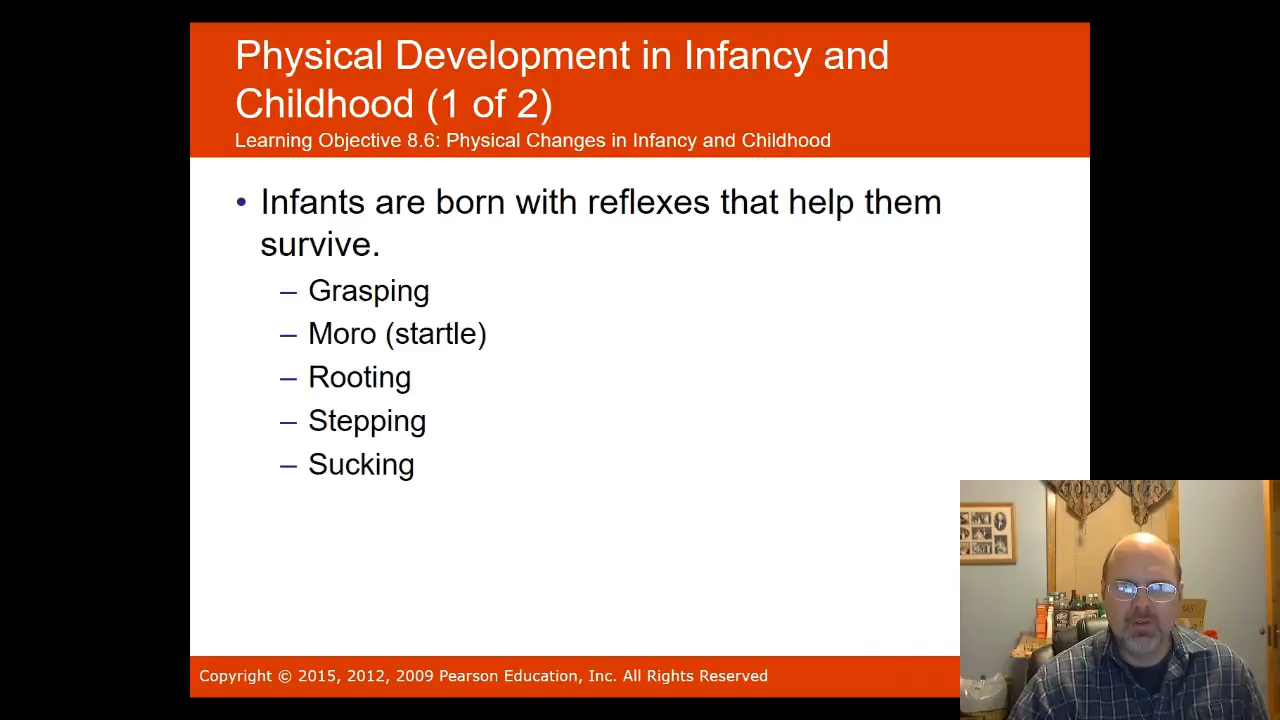 Physical Development in Infancy and
Childhood (1 of 2)
Learning Objective 8.6: Physical Changes in Infancy and Childhood
• Infants are born with reflexes that help them
survive.
– Grasping
– Moro (startle)
– Rooting
– Stepping
– Sucking
Copyright © 2015, 2012, 2009 Pearson Education, Inc. All Rights Reserved